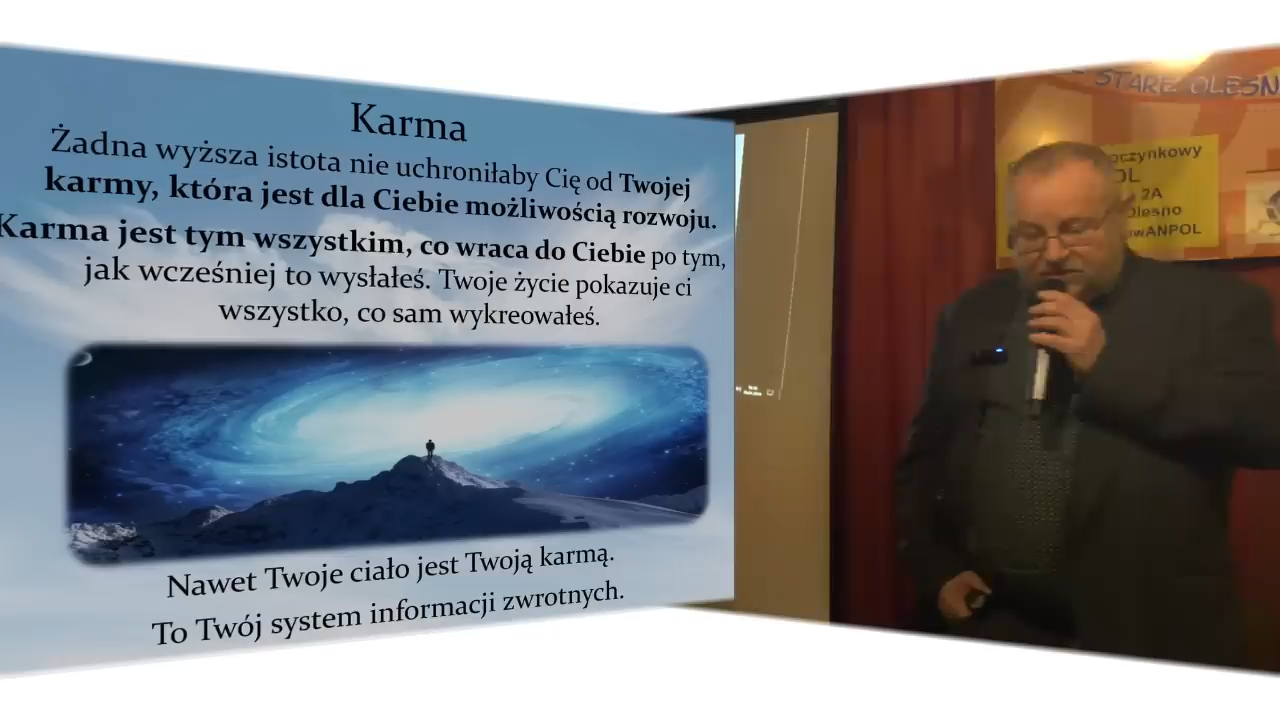 Karma
Żadna wyższa istota nie uchroniłaby Cię od Twojej
karmy, która jest dla Ciebie możliwością rozwoju.
Karma jest tym wszystkim, co wraca do Ciebie po tym,
jak wcześniej to wysłałeś. Twoje życie pokazuje ci
wszystko, co sam wykreowałeś.
Nawet Twoje ciało jest Twoją karmą.
To Twój system informacji zwrotnych.
STARE OLESN
oczynkowy
OL
2A
Olesno
owANPOL